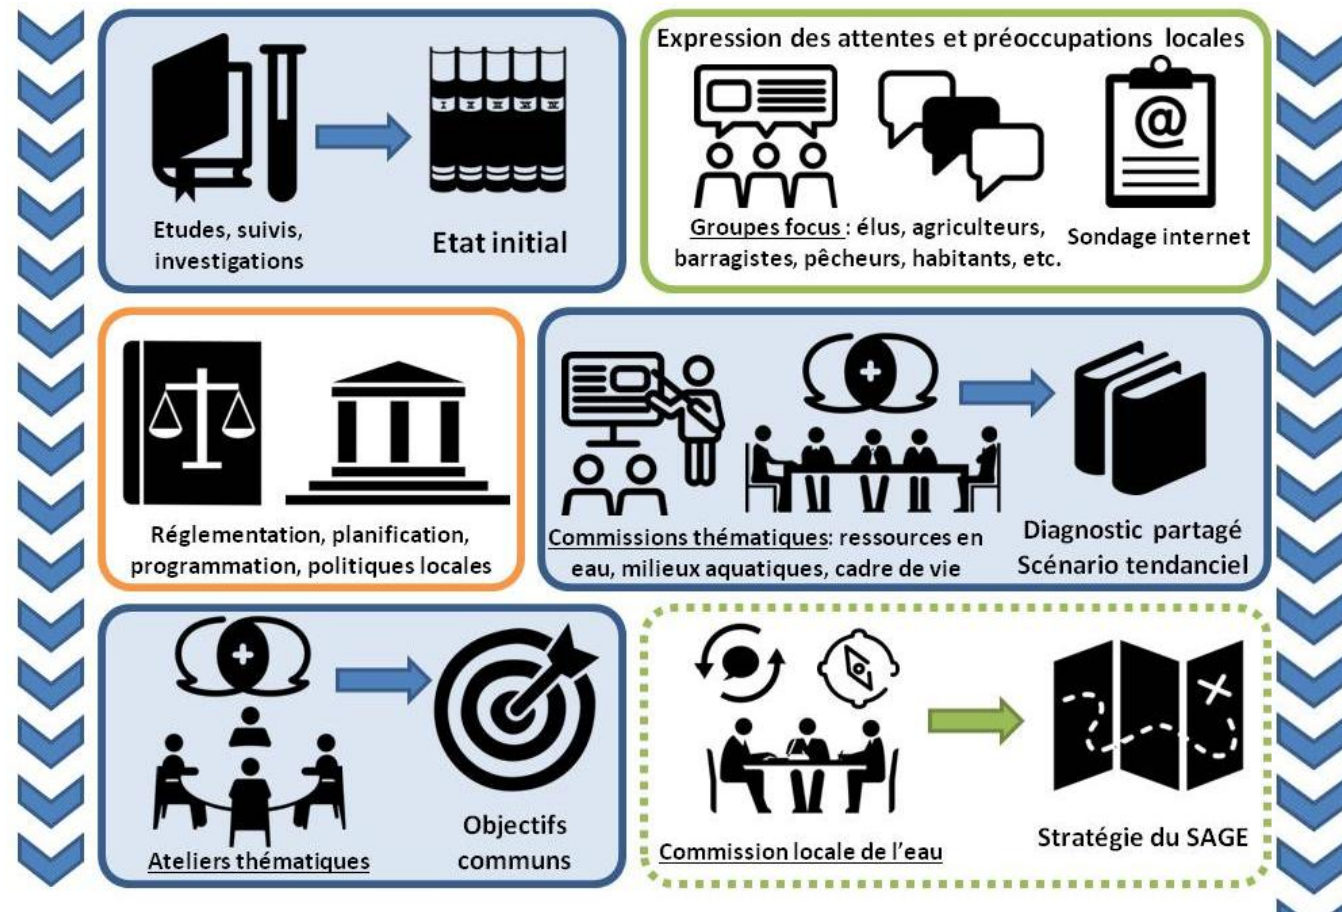 Etudes, suivis,
investigations
Etat initial
Expression des attentes et préoccupations locales
@
Groupes focus : élus, agriculteurs,
barragistes, pêcheurs, habitants, etc.
Sondage internet
Réglementation, planification,
programmation, politiques locales
Commissions thématiques: ressources en
eau, milieux aquatiques, cadre de vie
Diagnostic partagé
Scénario tendanciel
Ateliers thématiques
Objectifs
communs
Commission locale de l'eau
Stratégie du SAGE